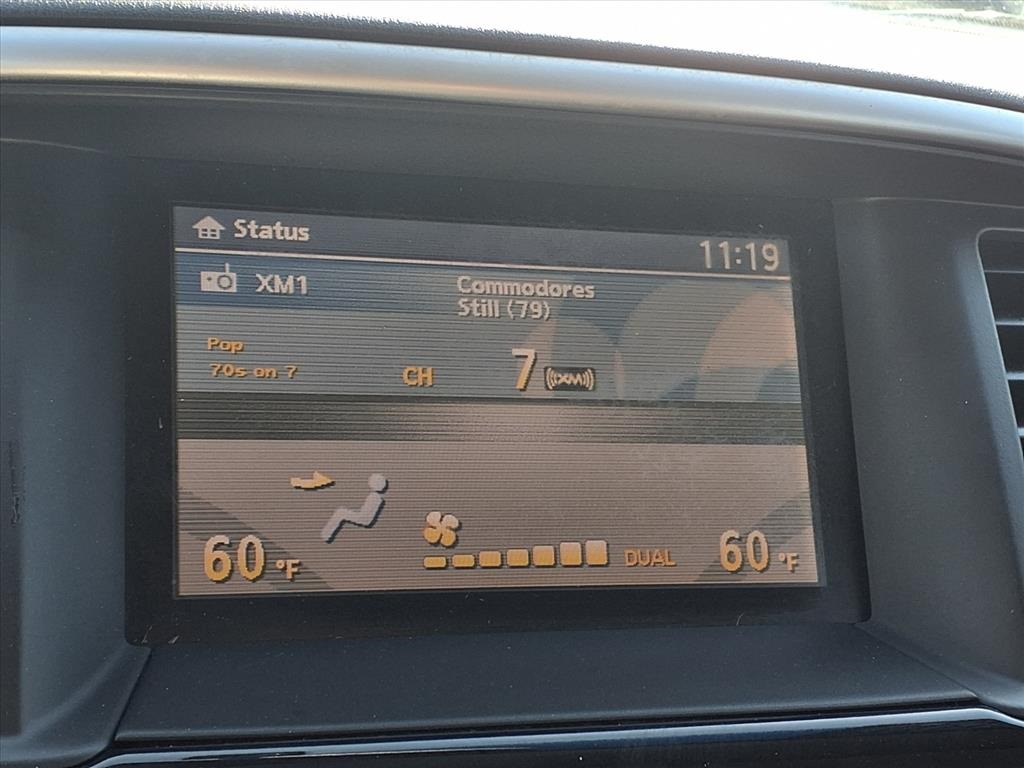 Status
11:19
XM1
Commodores
Still (79)
Pop
70s on 7
CH 7 ((XM))
60 °F
DUAL
60 °F